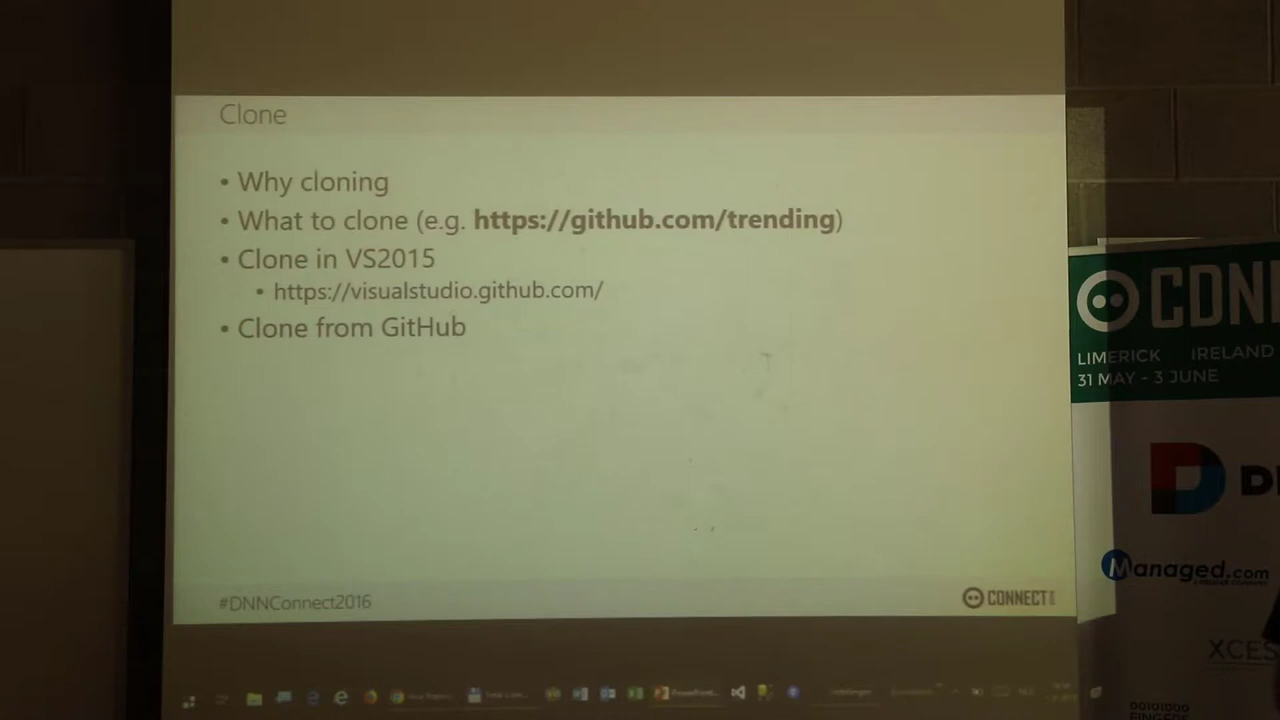 Clone
• Why cloning
• What to clone (e.g. https://github.com/trending)
• Clone in VS2015
• https://visualstudio.github.com/
• Clone from GitHub
#DNNConnect2016
CONNECT
LIMERICK IRELAND
31 MAY - 3 JUNE
Managed.com
XCES